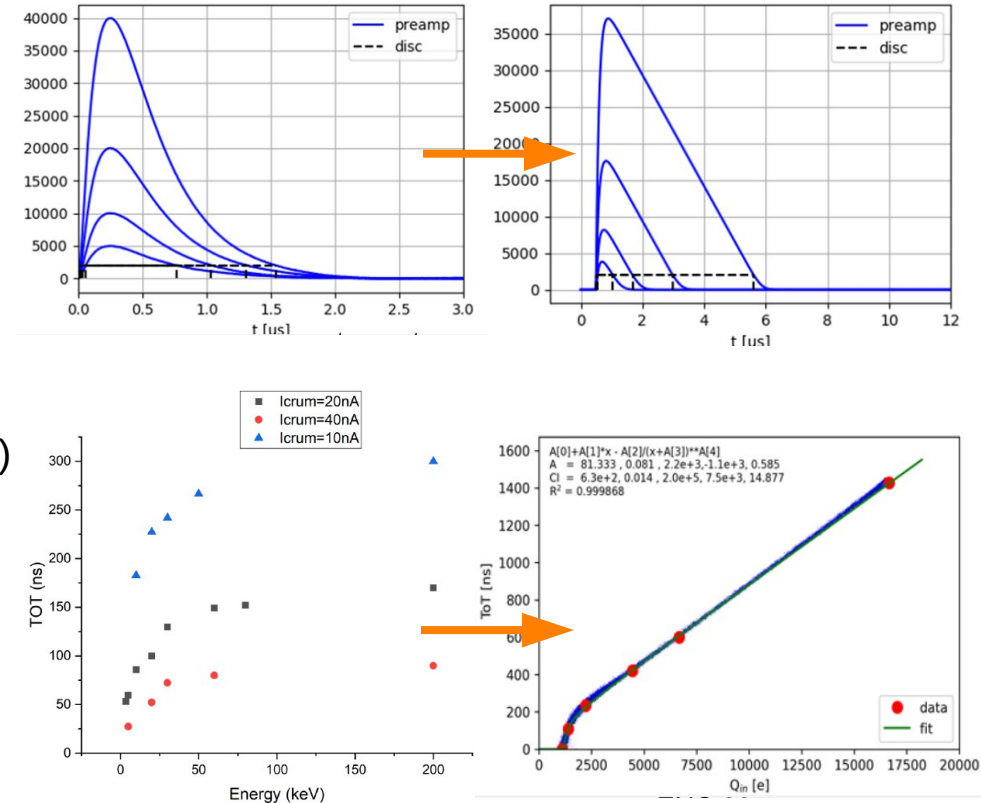 40000
35000
30000
25000
20000
15000
10000
5000
0
preamp
disc
0.0 0.5 1.0 1.5 2.0 2.5 3.0
t [us]
35000
30000
25000
20000
15000
10000
5000
0
preamp
disc
0 2 4 6 8 10 12
t [us]
)
Icrum=20nA
Icrum=40nA
Icrum=10nA
300
250
200
150
100
50
0
TOT (ns)
0 50 100 150 200
Energy (keV)
A[0]+A[1]*x - A[2]/(x+A[3])**A[4]
A = 81.333 , 0.081 , 2.2e+3,-1.1e+3, 0.585
CI = 6.3e+2, 0.014 , 2.0e+5, 7.5e+3, 14.877
R² = 0.999868
1600
1400
1200
1000
800
600
400
200
0
ToT [ns]
data
fit
0 2500 5000 7500 10000 12500 15000 17500 20000
Qin [e]